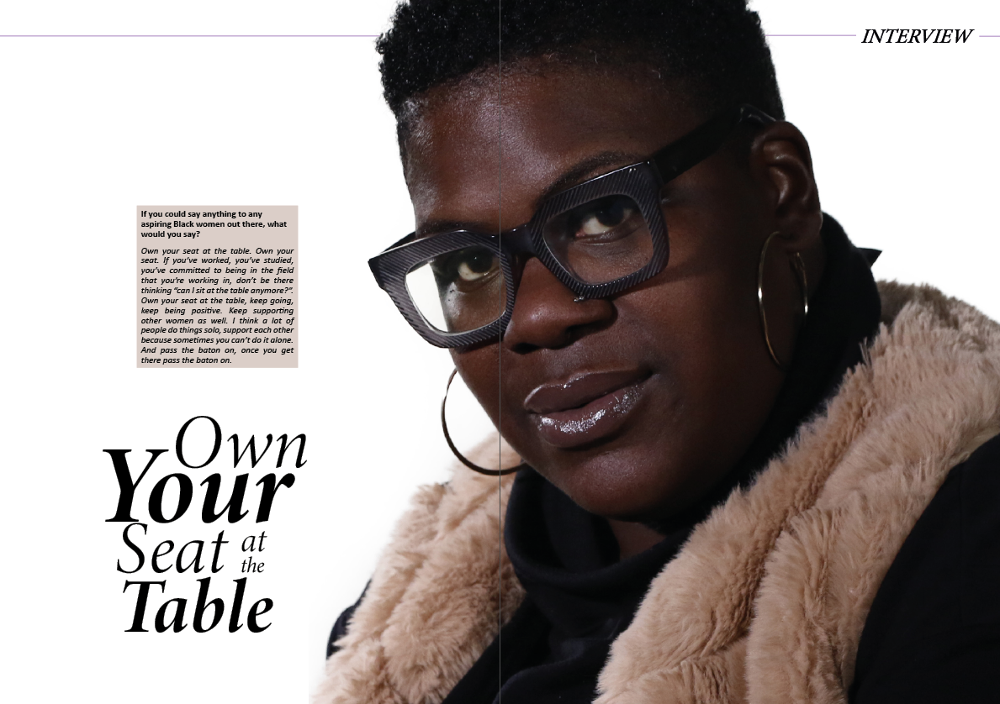 INTERVIEW
If you could say anything to any
aspiring Black women out there, what
would you say?
Own your seat at the table. Own your
seat. If you’ve worked, you’ve studied,
you’ve committed to being in the field
that you’re working in, don’t be there
thinking “can I sit at the table anymore?”.
Own your seat at the table, keep going,
keep being positive. Keep supporting
other women as well. I think a lot of
people do things solo, support each other
because sometimes you can’t do it alone.
And pass the baton on, once you get
there pass the baton on.
Own
Your
Seat at
the
Table